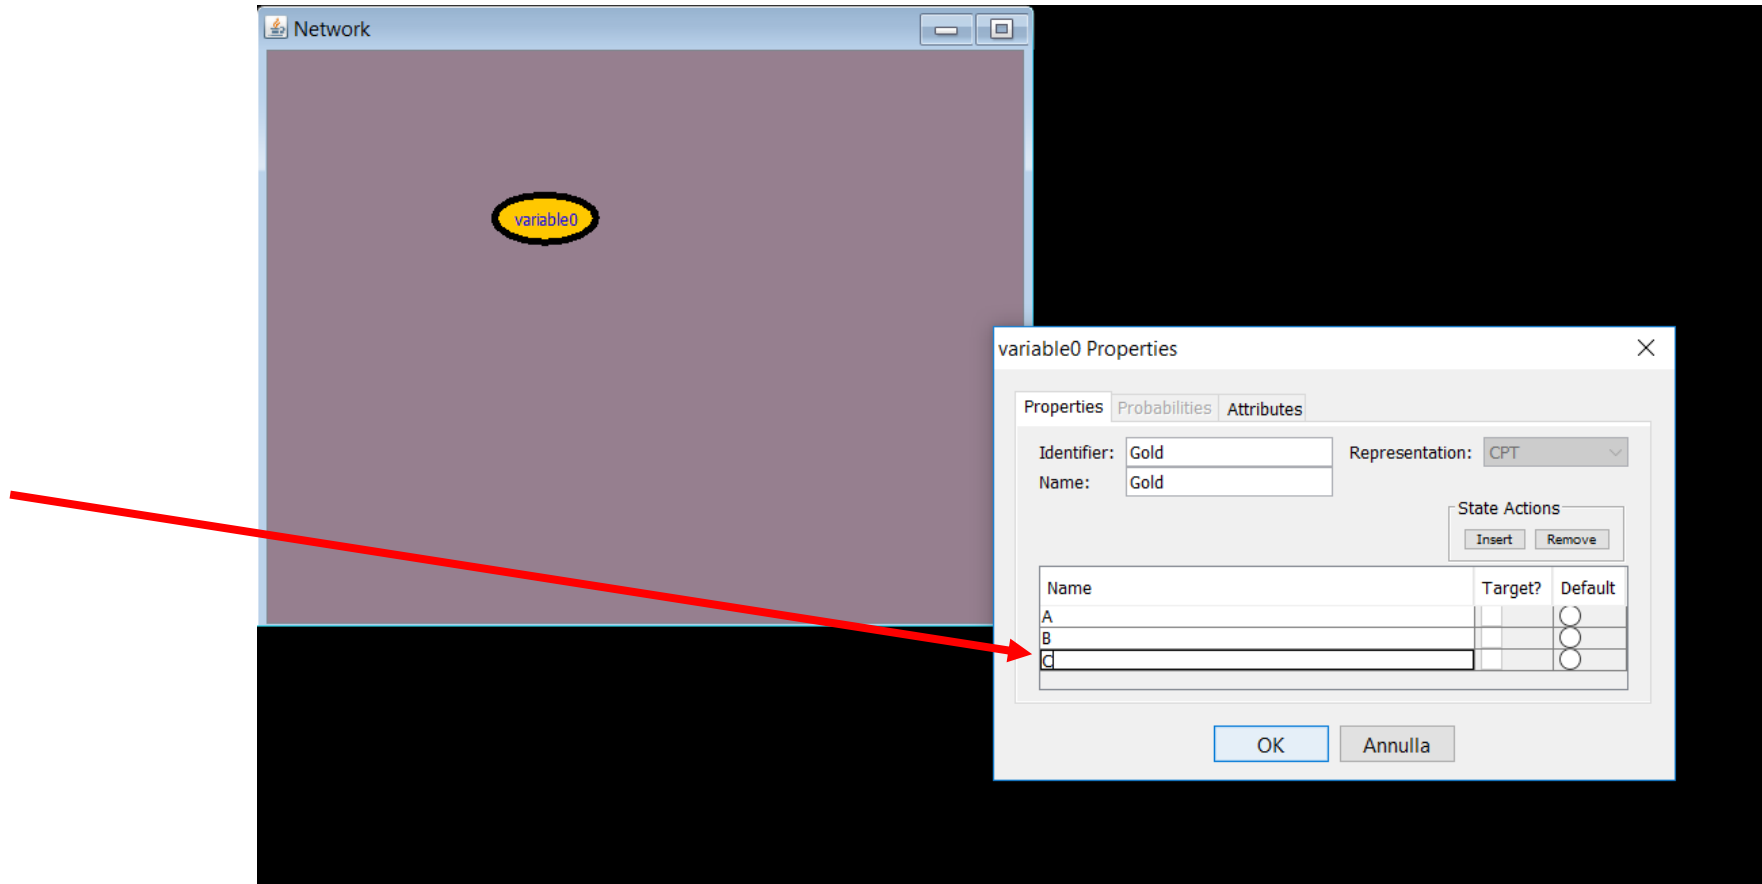 Network
variable0
variable0 Properties
Properties Probabilities Attributes
Identifier: Gold Representation: CPT
Name: Gold
State Actions
Insert Remove
Name Target? Default
A
B
C
OK Annulla